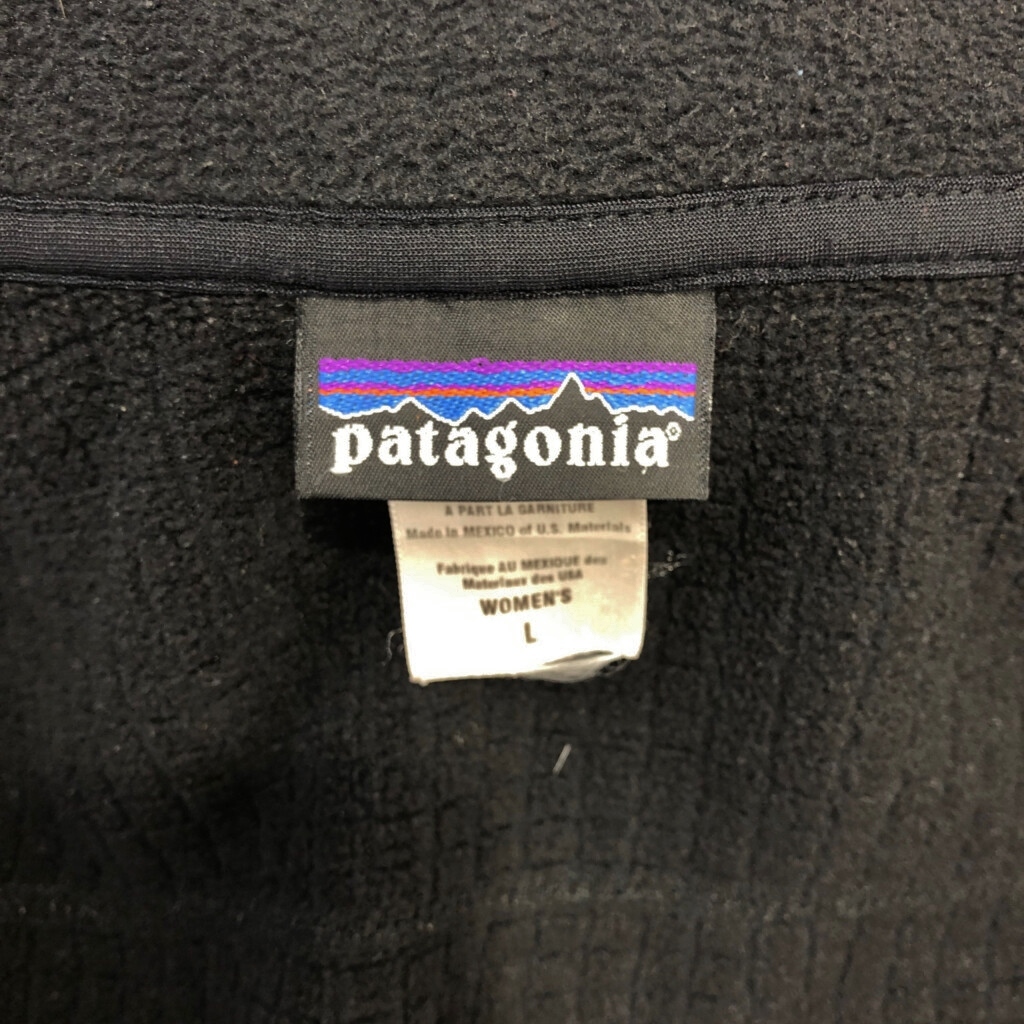 patagonia®
A PART LA GARNITURE
Made in MEXICO of U.S. Materials
Fabrique AU MEXIQUE des
Materiaux des USA
WOMEN'S
L